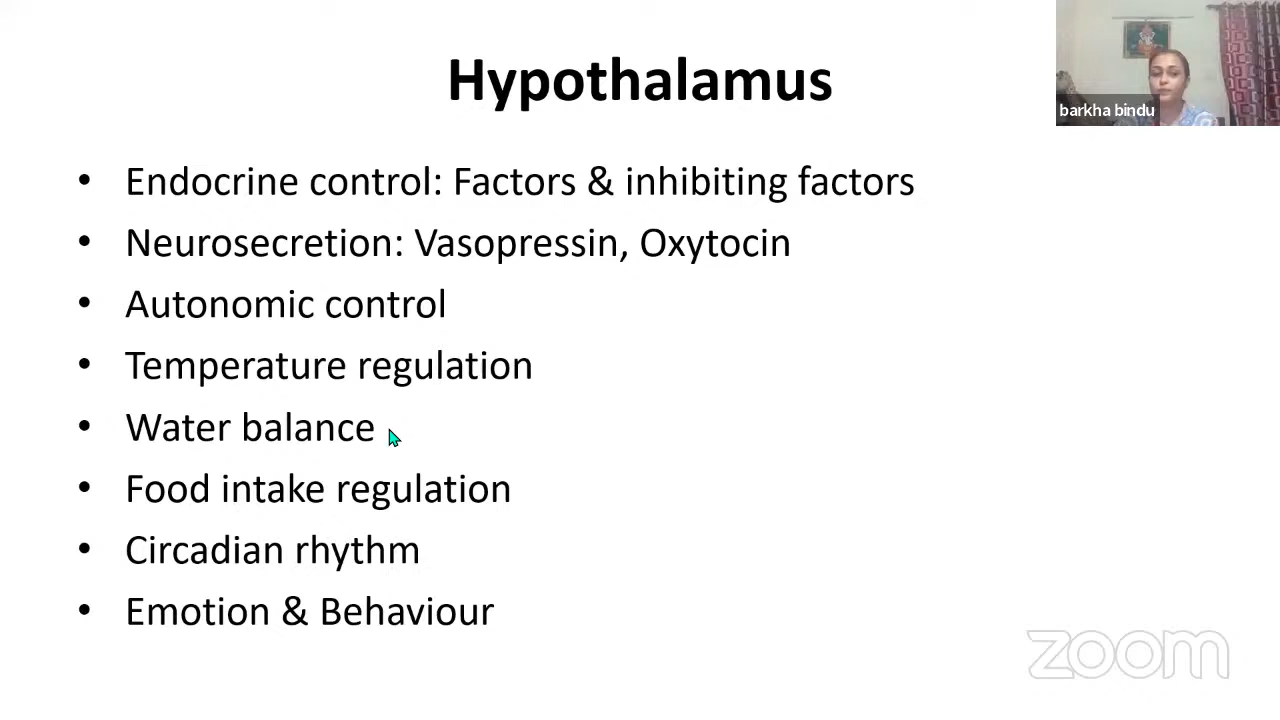 Hypothalamus
barkha bindu
• Endocrine control: Factors & inhibiting factors
• Neurosecretion: Vasopressin, Oxytocin
• Autonomic control
• Temperature regulation
• Water balance
• Food intake regulation
• Circadian rhythm
• Emotion & Behaviour
zoom